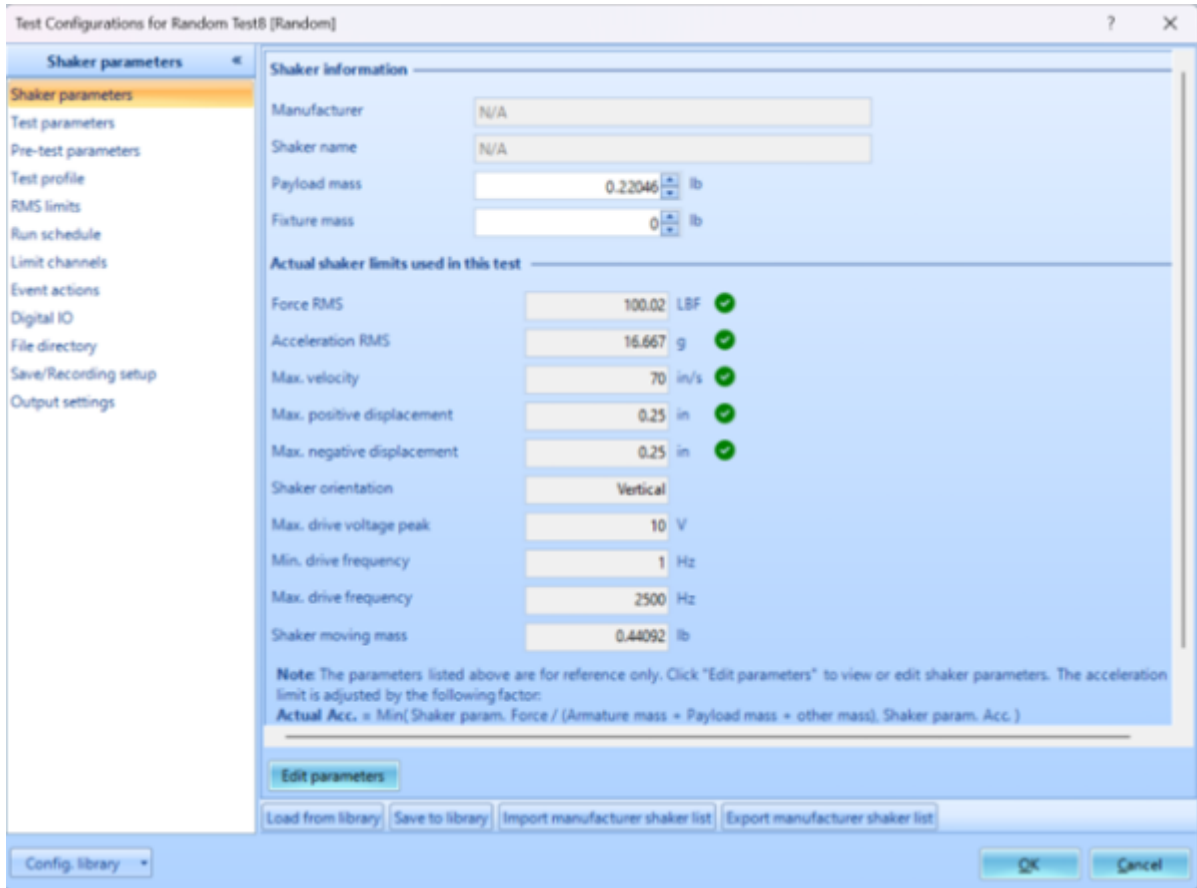 Test Configurations for Random Test8 [Random]
? ×
Shaker parameters «
Shaker parameters
Test parameters
Pre-test parameters
Test profile
RMS limits
Run schedule
Limit channels
Event actions
Digital IO
File directory
Save/Recording setup
Output settings
Shaker information
Manufacturer N/A
Shaker name N/A
Payload mass 0.22046 lb
Fixture mass 0 lb
Actual shaker limits used in this test
Force RMS 100.02 LBF
Acceleration RMS 16.667 g
Max. velocity 70 in/s
Max. positive displacement 0.25 in
Max. negative displacement 0.25 in
Shaker orientation Vertical
Max. drive voltage peak 10 V
Min. drive frequency 1 Hz
Max. drive frequency 2500 Hz
Shaker moving mass 0.44092 lb
Note: The parameters listed above are for reference only. Click "Edit parameters" to view or edit shaker parameters. The acceleration
limit is adjusted by the following factor:
Actual Acc. = Min( Shaker param. Force / (Armature mass + Payload mass + other mass), Shaker param. Acc. )
Edit parameters
Load from library Save to library Import manufacturer shaker list Export manufacturer shaker list
Config. library OK Cancel